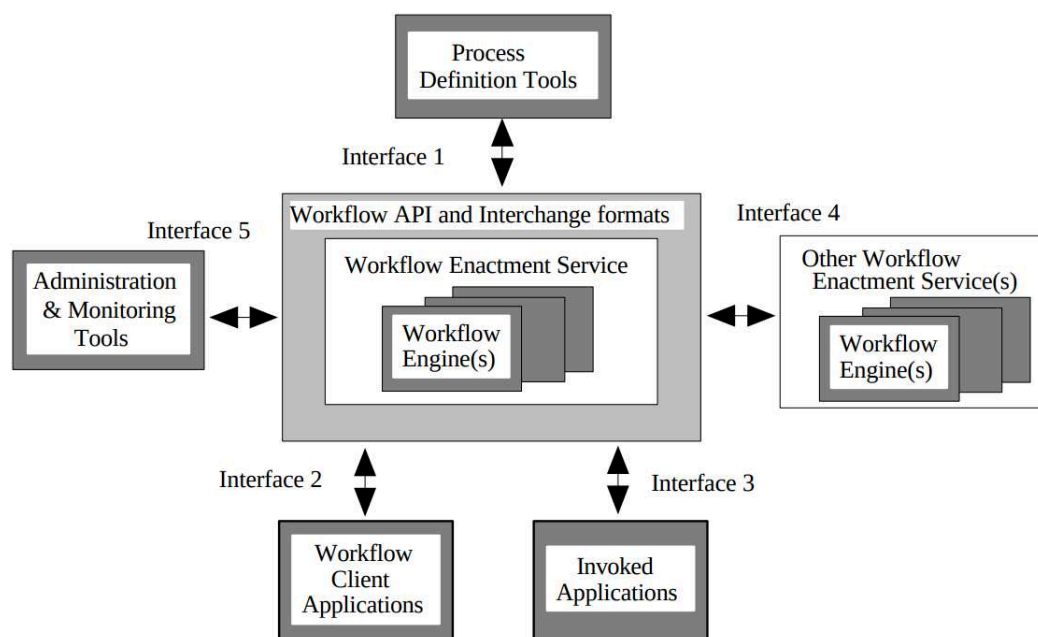 Process
Definition Tools
Interface 1
Workflow API and Interchange formats
Interface 4
Interface 5
Workflow Enactment Service
Other Workflow
Enactment Service(s)
Administration
& Monitoring
Tools
Workflow
Engine(s)
Workflow
Engine(s)
Interface 2
Interface 3
Workflow
Client
Applications
Invoked
Applications